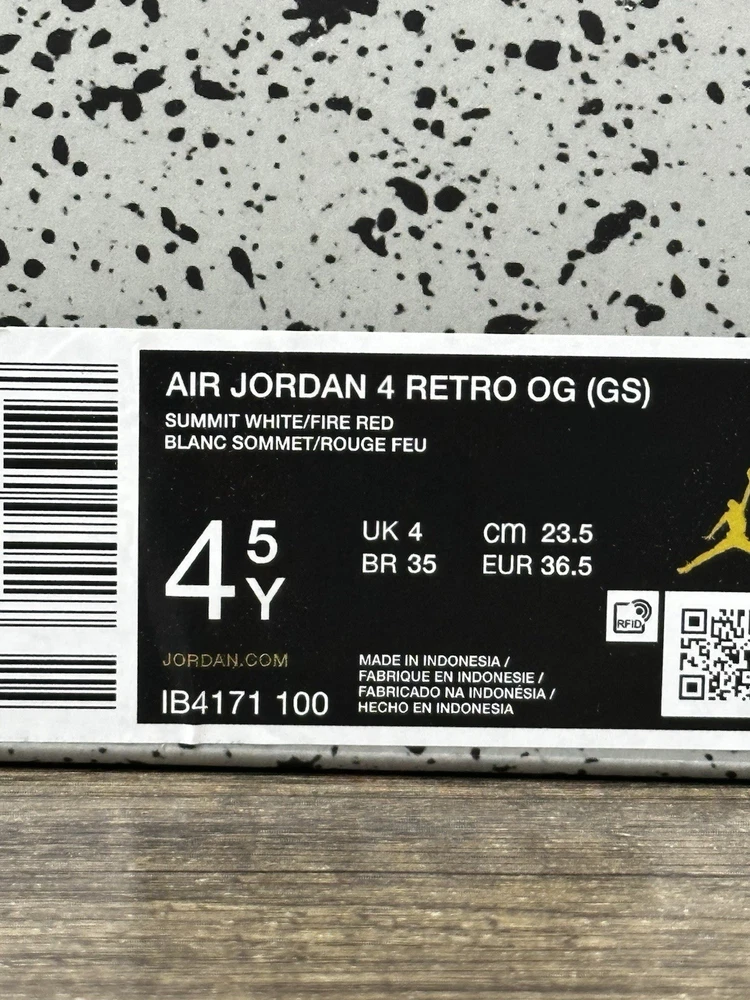 AIR JORDAN 4 RETRO OG (GS)
SUMMIT WHITE/FIRE RED
BLANC SOMMET/ROUGE FEU
4 5 Y
UK 4 cm 23.5
BR 35 EUR 36.5
RFID
JORDAN.COM
IB4171 100
MADE IN INDONESIA /
FABRIQUE EN INDONESIE /
FABRICADO NA INDONÉSIA /
HECHO EN INDONESIA